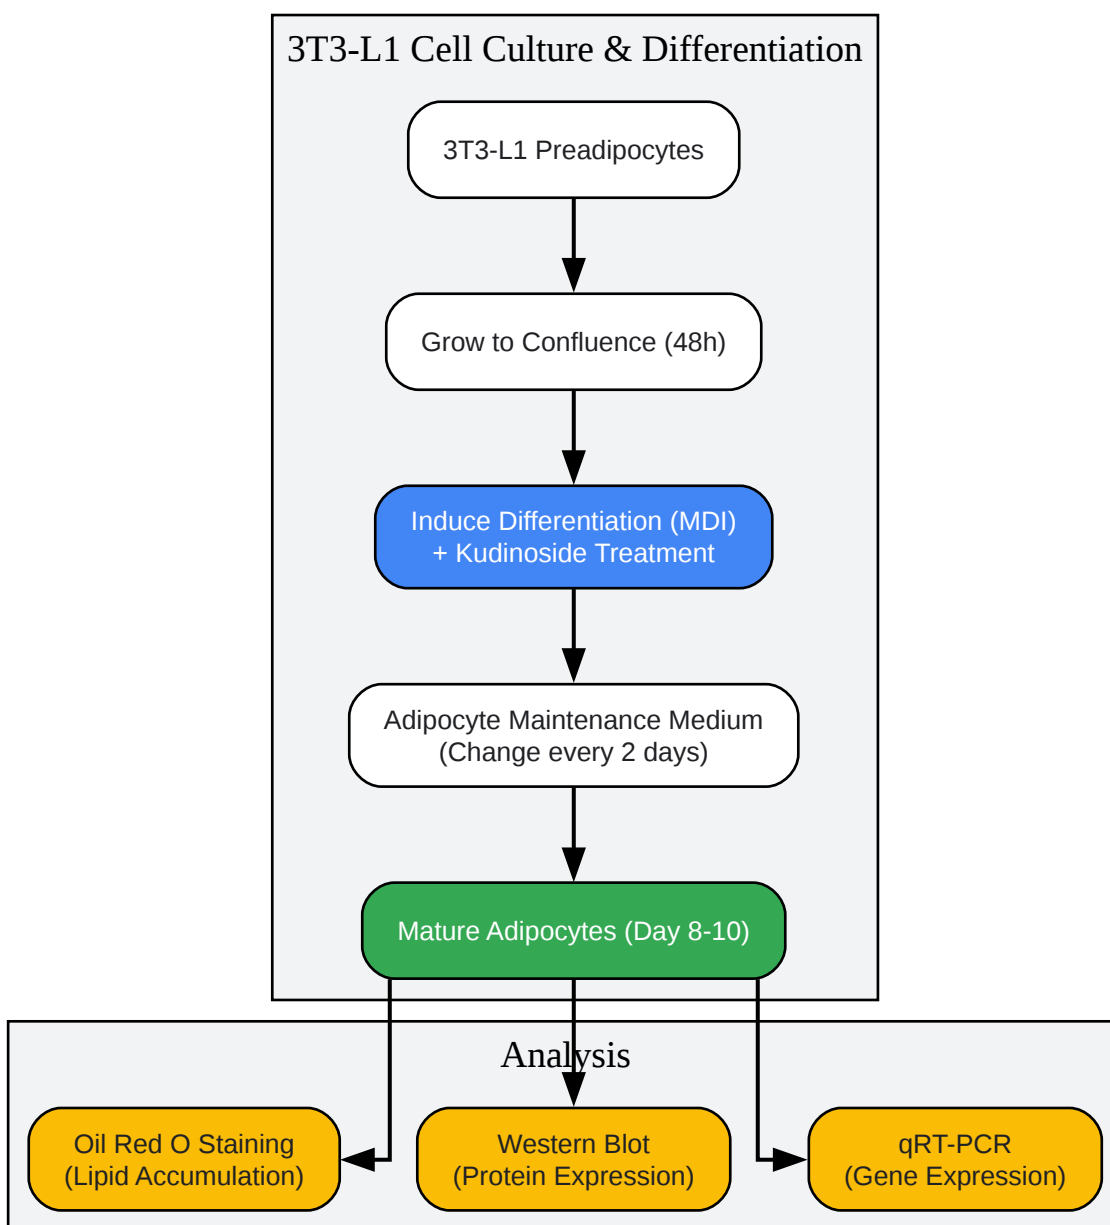 3T3-L1 Cell Culture & Differentiation
3T3-L1 Preadipocytes
Grow to Confluence (48h)
Induce Differentiation (MDI)
+ Kudinoside Treatment
Adipocyte Maintenance Medium
(Change every 2 days)
Mature Adipocytes (Day 8-10)
Analysis
Oil Red O Staining
(Lipid Accumulation)
Western Blot
(Protein Expression)
qRT-PCR
(Gene Expression)